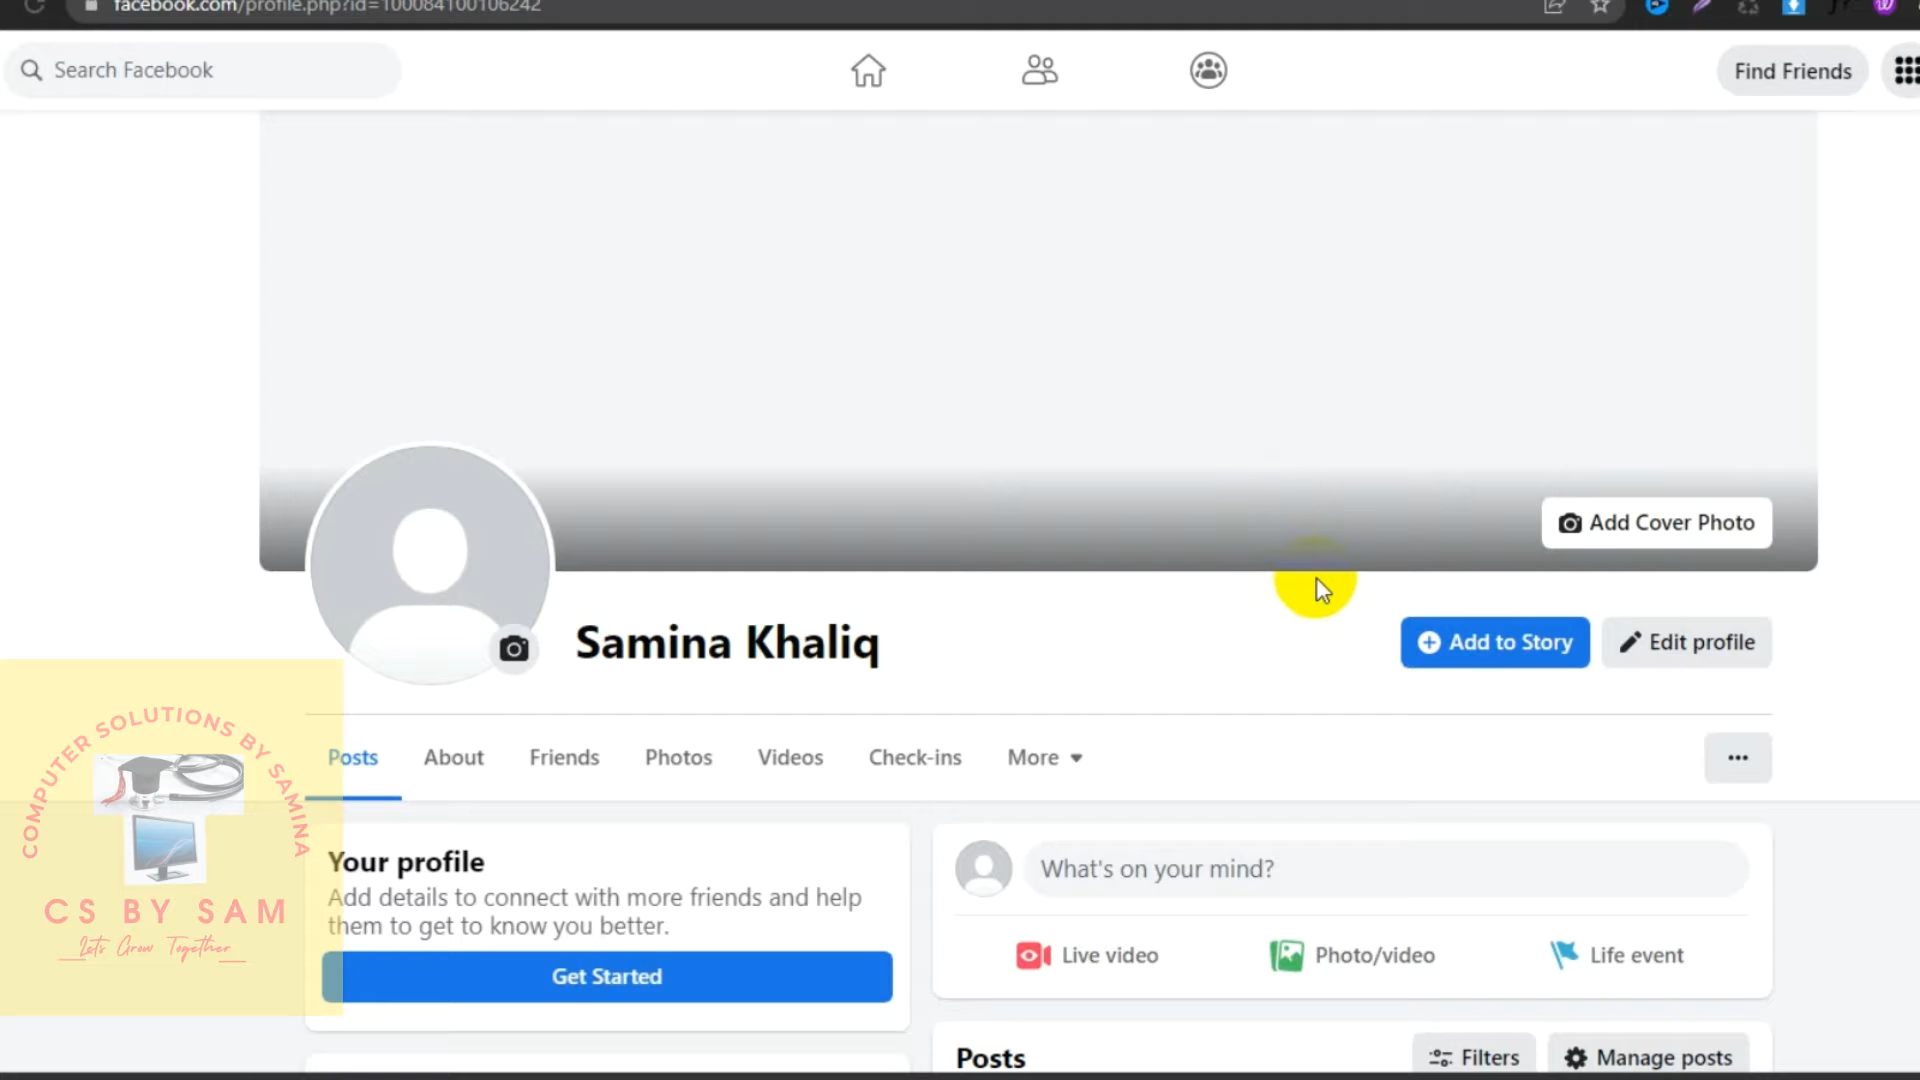 facebook.com/profile.php?id=100084100106242
Search Facebook
Find Friends
Add Cover Photo
Samina Khaliq
Add to Story
Edit profile
Posts About Friends Photos Videos Check-ins More
Your profile
Add details to connect with more friends and help
them to get to know you better.
Get Started
What's on your mind?
Live video Photo/video Life event
Posts
Filters
Manage posts
COMPUTER SOLUTIONS BY SAMINA
CS BY SAM
Lets Grow Together